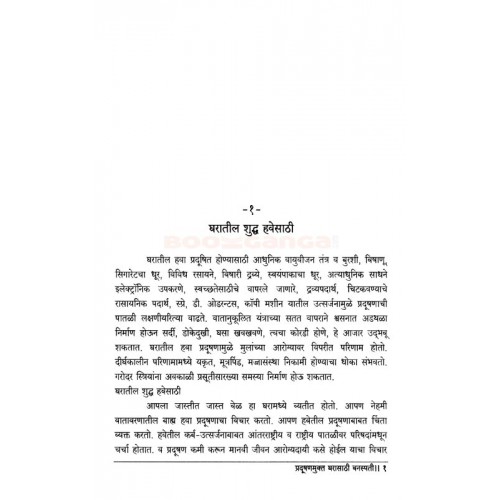 -१-
घरातील शुद्ध हवेसाठी
घरातील हवा प्रदूषित होण्यासाठी आधुनिक वायुवीजन तंत्र व बुरशी, विषाणू
सिगारेटचा धूर, विविध रसायने, विषारी द्रव्ये, स्वयंपाकाचा धूर, अत्याधुनिक साधने
इलेक्ट्रॉनिक उपकरणे, स्वच्छतेसाठीचे वापरले जाणारे, द्रव्यपदार्थ, चिटकवण्याचे
रासायनिक पदार्थ, स्प्रे, डी. ओडरन्टस, कॉपी मशीन यातील उत्सर्जनामुळे प्रदूषणाची
पातळी लक्षणीयरित्या वाढते. वातानुकूलित यंत्राच्या सतत वापराने श्वसनात अडथळा
निर्माण होऊन सर्दी, डोकेदुखी, घसा खवखवणे, त्वचा कोरडी होणे, हे आजार उद्‌भवू
शकतात. घरातील हवा प्रदूषणामुळे मुलांच्या आरोग्यावर विपरीत परिणाम होतो.
दीर्घकालीन परिणामामध्ये यकृत, मूत्रपिंड, मज्जासंस्था निकामी होण्याचा धोका संभवतो.
गरोदर स्त्रियांना अवकाळी प्रसूतीसारख्या समस्या निर्माण होऊ शकतात.
घरातील शुद्ध हवेसाठी
आपला जास्तीत जास्त वेळ हा घरामध्ये व्यतीत होतो. आपण नेहमी
वातावरणातील बाह्य हवा प्रदूषणाचा विचार करतो. आपण हवेतील प्रदूषणाबाबत चिंता
व्यक्त करतो. हवेतील कर्ब-उत्सर्जनाबाबत आंतरराष्ट्रीय व राष्ट्रीय पातळीवर परिषदांमधून
चर्चा होतात. व प्रदूषण कमी करून मानवी जीवन आरोग्यदायी कसे होईल याचा विचार
प्रदूषणमुक्त घरासाठी वनस्पती।। १